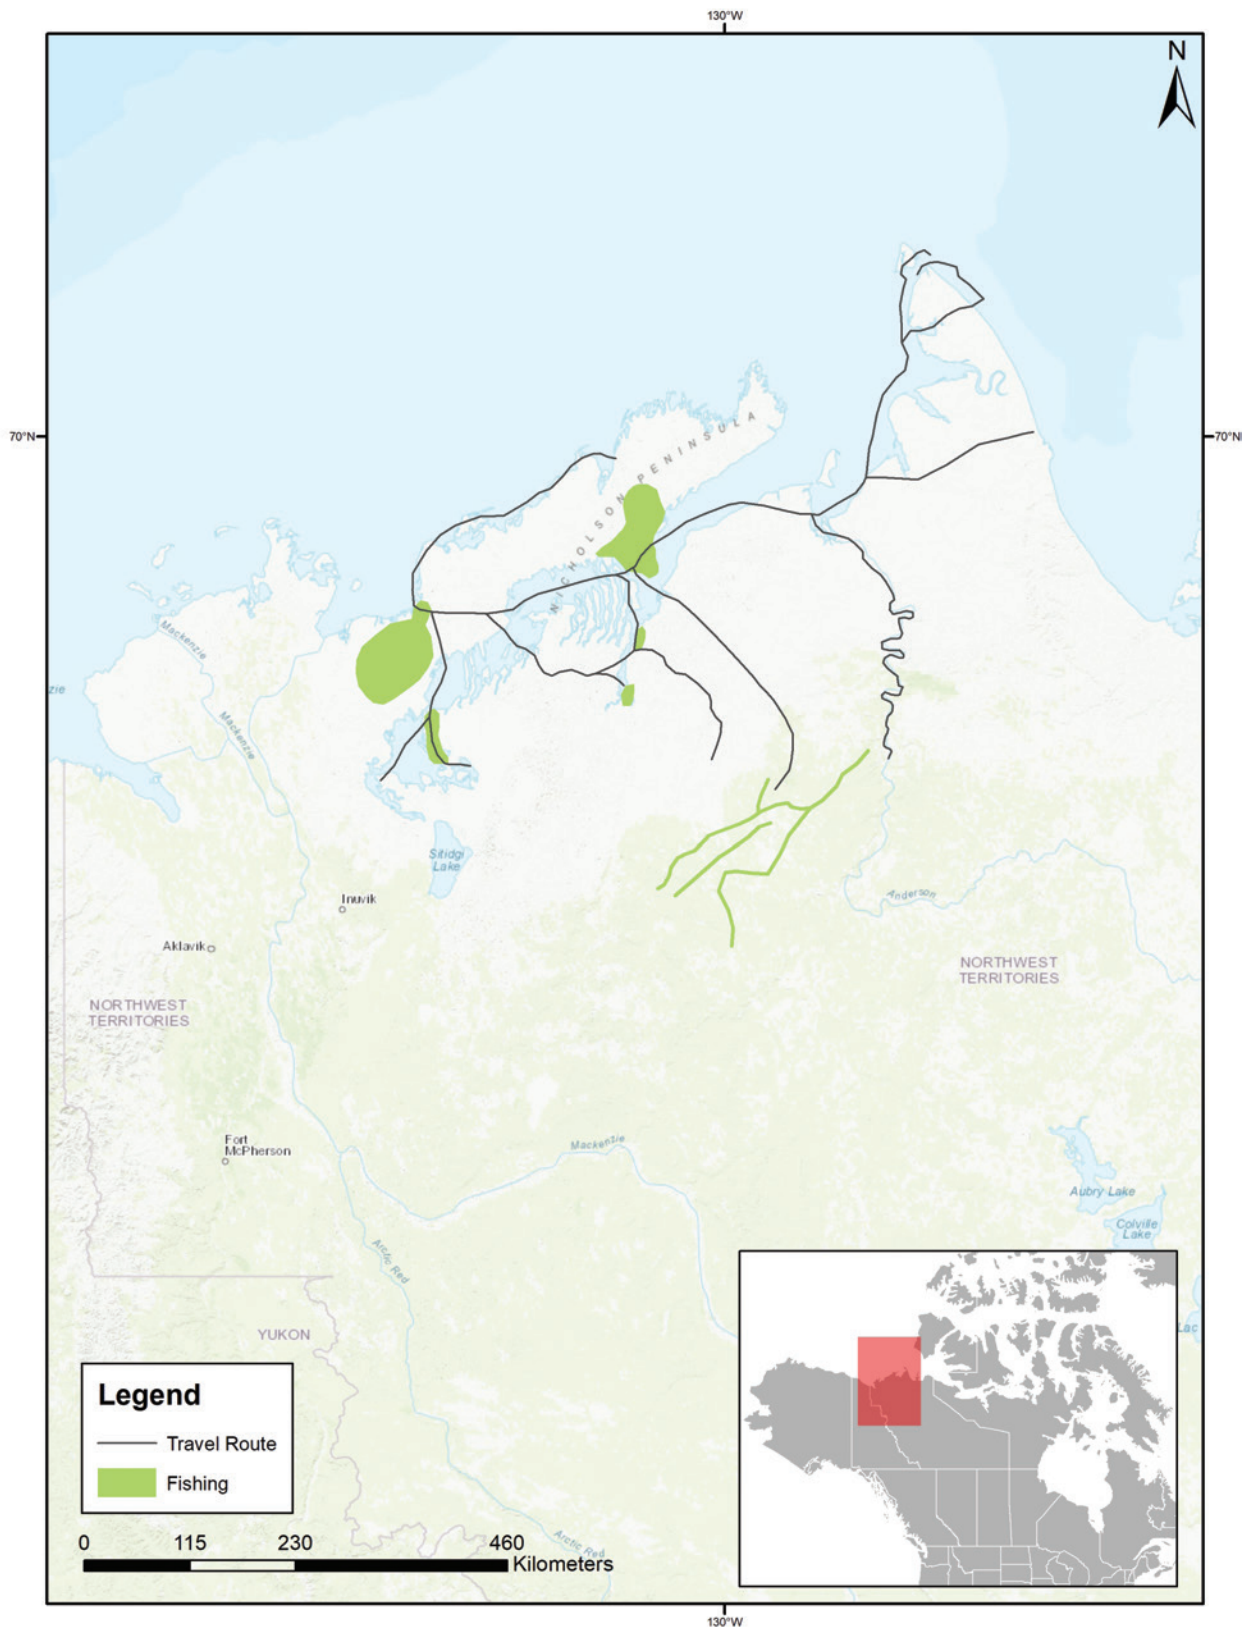 130°W
N
70°N
70°N
NICHOLSON PENINSULA
Mackenzie
zie
Mackenzie
Sitidgi
Lake
Inuvik
Anderson
Aklavik
NORTHWEST
TERRITORIES
NORTHWEST
TERRITORIES
Fort
McPherson
Mackenzie
Aubry Lake
Colville
Lake
Arctic Red
Lac
YUKON
Legend
Travel Route
Fishing
0 115 230 460
Kilometers
Arctic Red
130°W